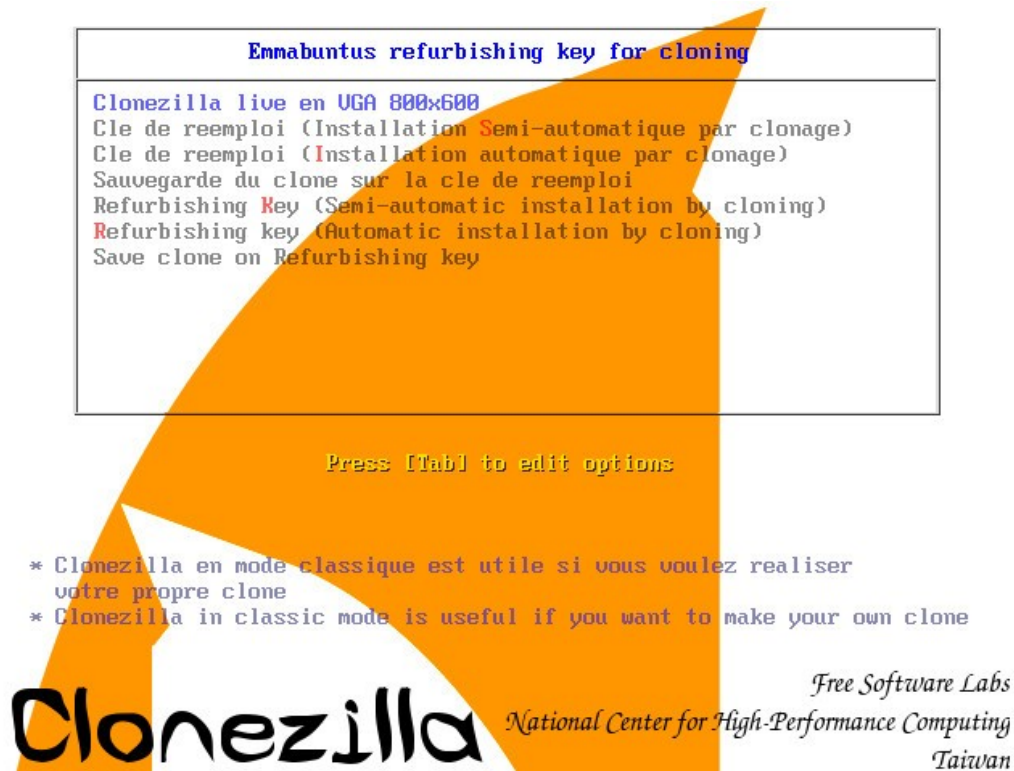 Emmabuntus refurbishing key for cloning
Clonezilla live en VGA 800x600
Cle de reemploi (Installation Semi-automatique par clonage)
Cle de reemploi (Installation automatique par clonage)
Sauvegarde du clone sur la cle de reemploi
Refurbishing Key (Semi-automatic installation by cloning)
Refurbishing key (Automatic installation by cloning)
Save clone on Refurbishing key
Press [Tab] to edit options
* Clonezilla en mode classique est utile si vous voulez realiser
votre propre clone
* Clonezilla in classic mode is useful if you want to make your own clone
Clonezilla
Free Software Labs
National Center for High-Performance Computing
Taiwan